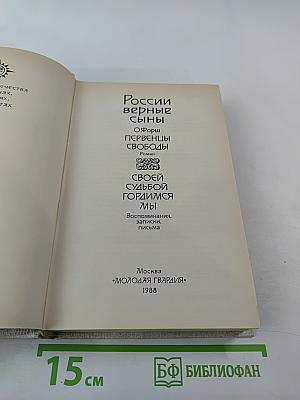 России
верные
сыны
О.Форш
ПЕРВЕНЦЫ
СВОБОДЫ
Роман
СВОЕЙ
СУДЬБОЙ
ГОРДИМСЯ
МЫ
Воспоминания,
записки,
письма
Москва
«МОЛОДАЯ ГВАРДИЯ»
1988
15 см
БФ БИБЛИОФАН